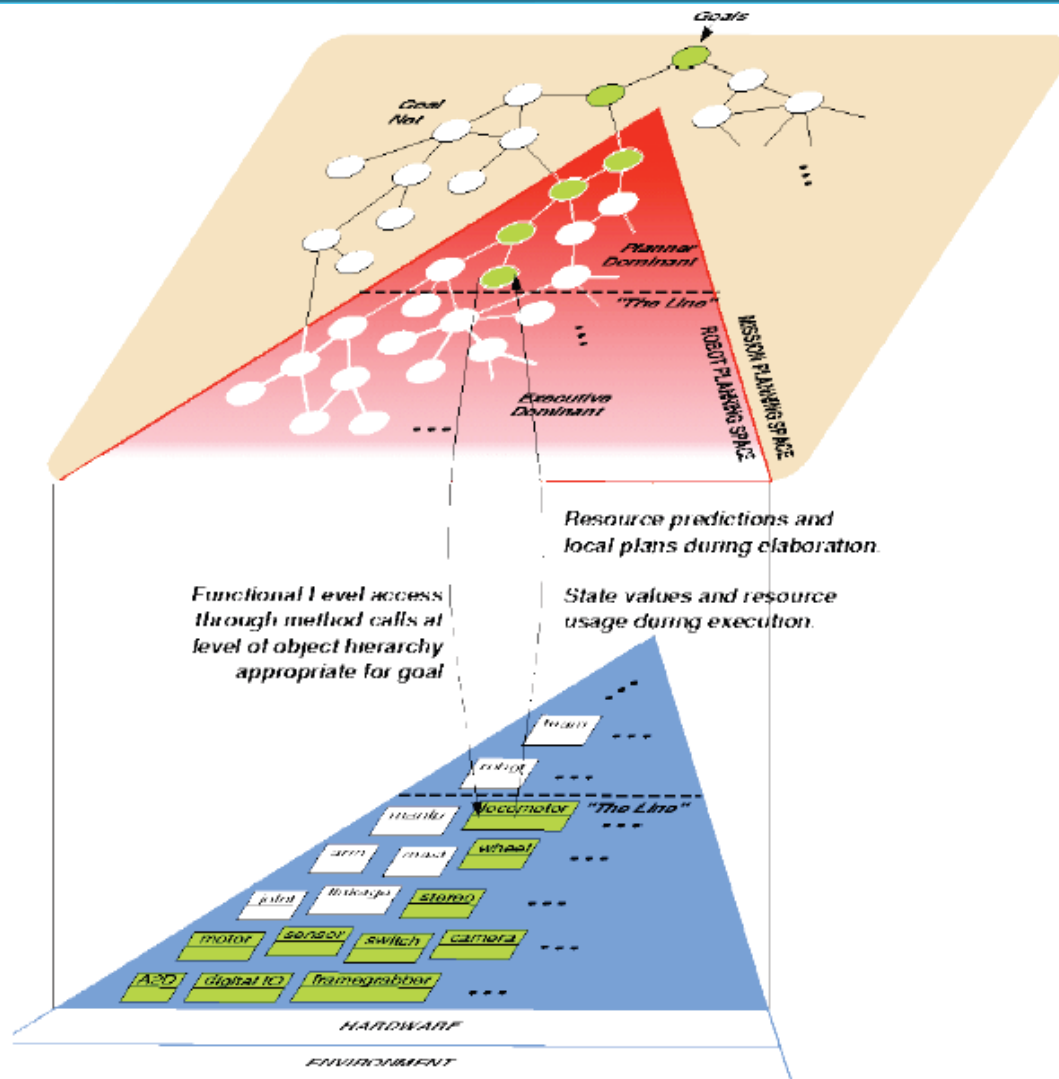 Goals
Goal
Net
Planner
Dominant
"The Line"
MISSION PLANNING SPACE
ROBOT PLANNING SPACE
Executive
Dominant
Resource predictions and
local plans during elaboration.
Functional Level access
through method calls at
level of object hierarchy
appropriate for goal
State values and resource
usage during execution.
team
robot
"The Line"
manip locomotor
arm mast wheel
joint linkage stereo
motor sensor switch camera
A2D digital IO framegrabber
HARDWARE
ENVIRONMENT